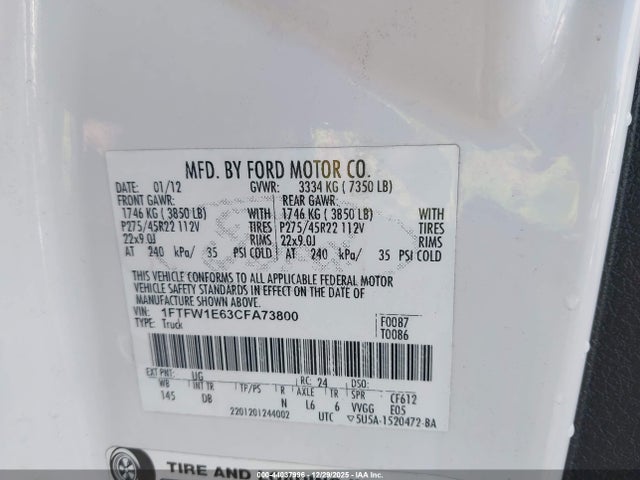 MFD. BY FORD MOTOR CO.
DATE: 01/12 GVWR: 3334 KG ( 7350 LB)
FRONT GAWR: REAR GAWR:
1746 KG ( 3850 LB) WITH 1746 KG ( 3850 LB) WITH
P275/45R22 112V TIRES P275/45R22 112V TIRES
22x9.0J RIMS 22x9.0J RIMS
AT 240 kPa/ 35 PSI COLD AT 240 kPa/ 35 PSI COLD
THIS VEHICLE CONFORMS TO ALL APPLICABLE FEDERAL MOTOR
VEHICLE SAFETY STANDARDS IN EFFECT ON THE DATE OF
MANUFACTURE SHOWN ABOVE.
VIN: 1FTFW1E63CFA73800 F0087
TYPE: Truck T0086
EXT PNT: UG RC: 24 DSO:
WB INT TR TP/PS R AXLE TR SPR CF612
145 DB N L6 6 VVGG E05
2201201244002 UTC ▽5U5A-1520472-BA
TIRE AND
000 - 44037996 - 12/29/2025 - IAA Inc.